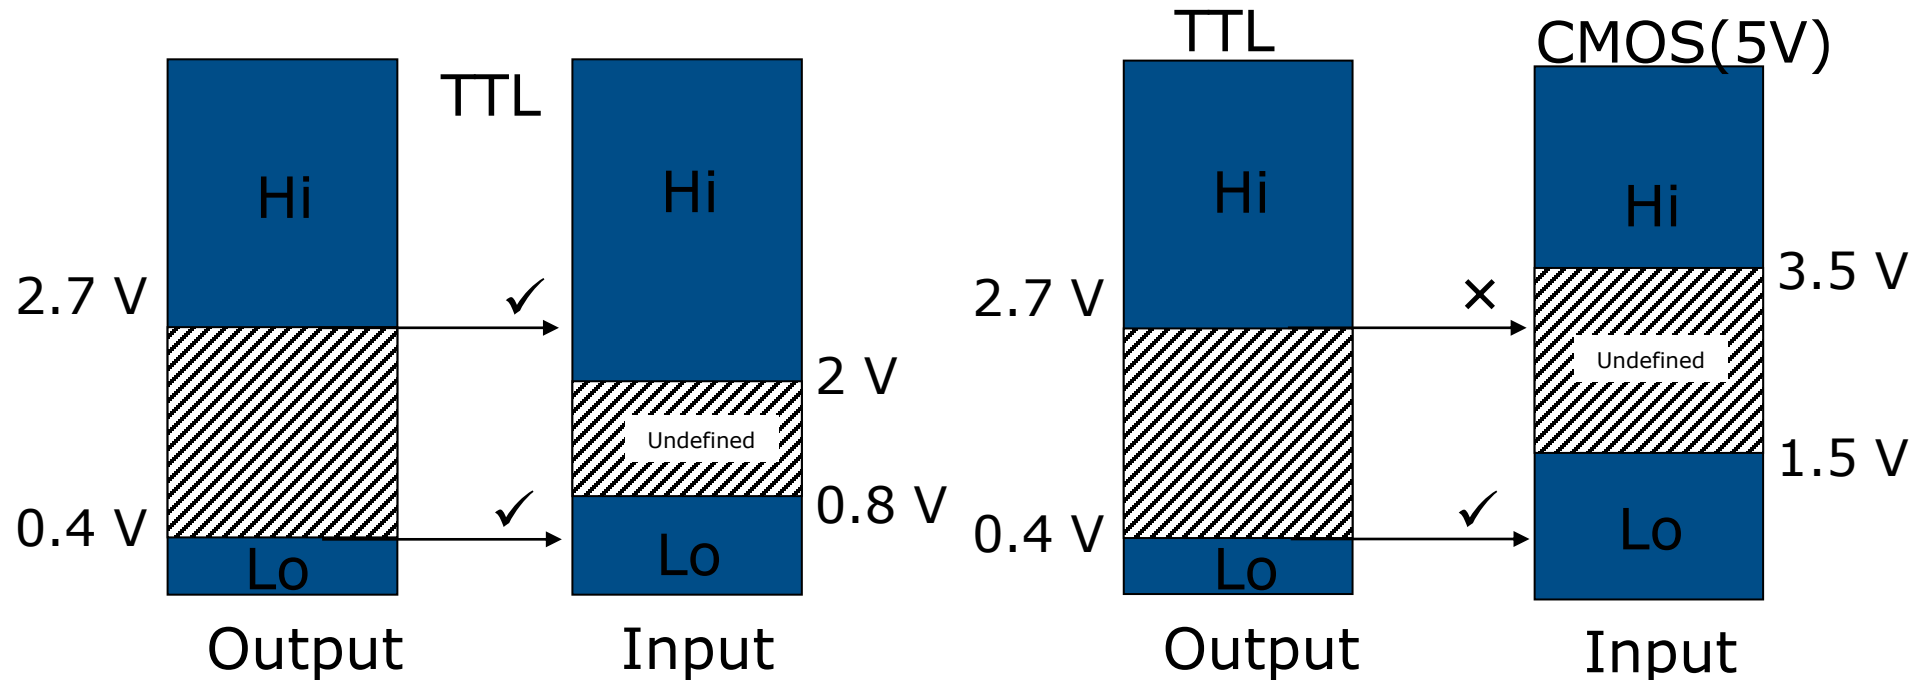 TTL
Hi
Hi
2.7 V
✓
2 V
Undefined
0.4 V
✓
0.8 V
Lo
Lo
Output
Input
TTL
CMOS(5V)
Hi
Hi
2.7 V
×
3.5 V
Undefined
1.5 V
0.4 V
✓
Lo
Lo
Output
Input